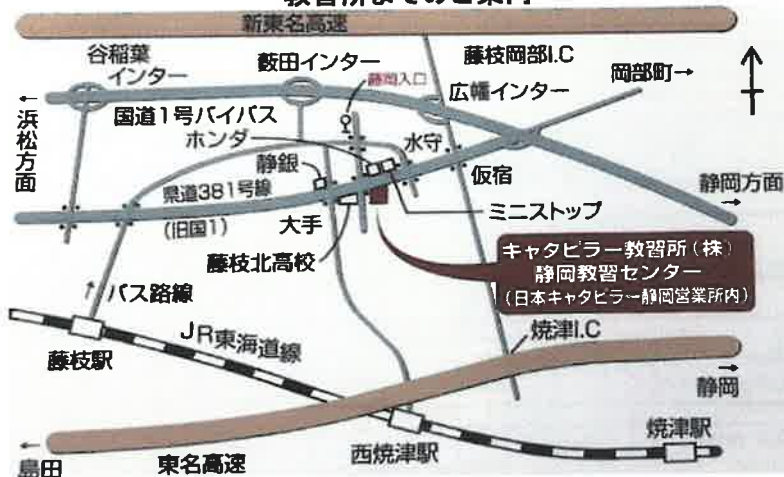 教習所までのご案内
新東名高速
谷稲葉
インター
薮田インター
藤岡入口
藤枝岡部I.C
岡部町→
広幡インター
←
浜松方面
国道1号バイパス
ホンダ
水守
静銀
仮宿
静岡方面
→
県道381号線
(旧国1)
大手
ミニストップ
藤枝北高校
キャタピラー教習所(株)
静岡教習センター
(日本キャタピラー静岡営業所内)
↑バス路線
JR東海道線
藤枝駅
焼津I.C
→
静岡
←
島田
東名高速
西焼津駅
焼津駅